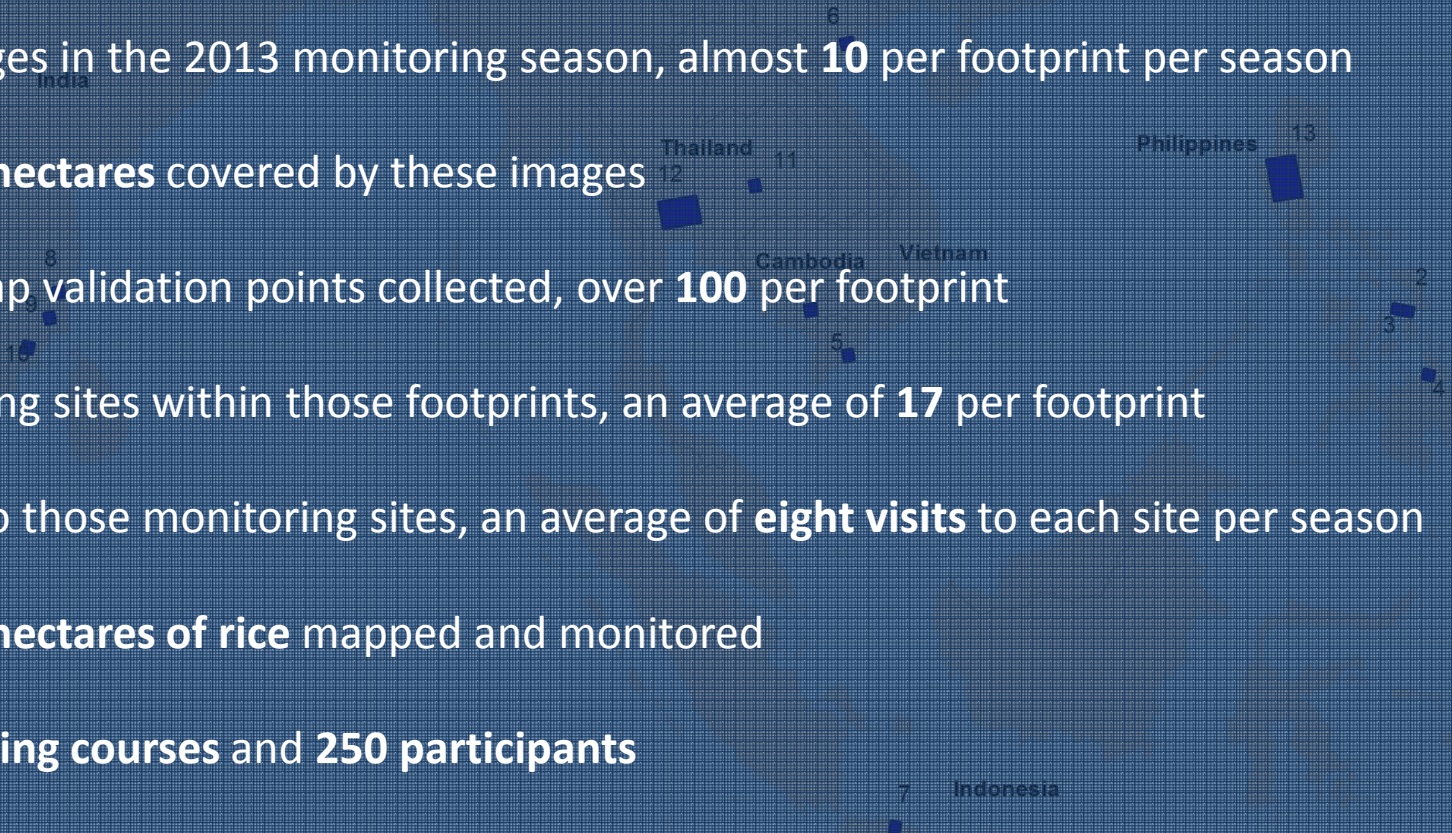 6
ges in the 2013 monitoring season, almost 10 per footprint per season
India
Philippines 13
Thailand 11
hectares covered by these images 12
Vietnam
8 Cambodia
ap validation points collected, over 100 per footprint 2
9
3
10 5
4
ng sites within those footprints, an average of 17 per footprint
o those monitoring sites, an average of eight visits to each site per season
hectares of rice mapped and monitored
ing courses and 250 participants
7 Indonesia